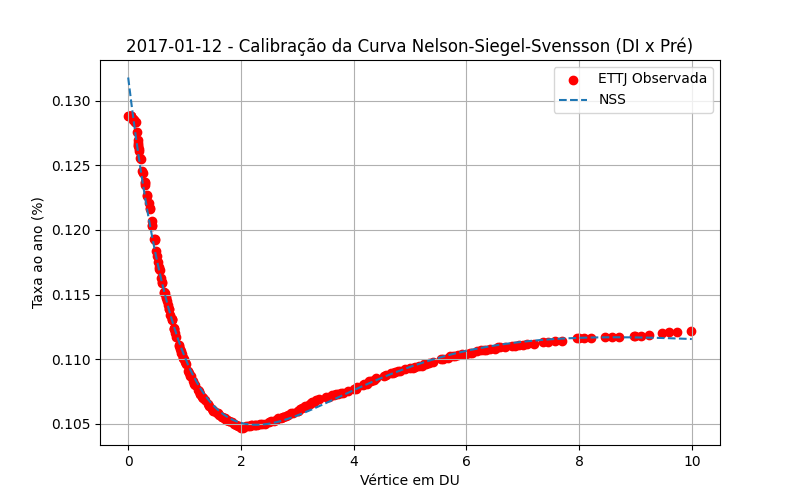 2017-01-12 - Calibração da Curva Nelson-Siegel-Svensson (DI x Pré)
ETTJ Observada
NSS
Taxa ao ano (%)
0.130
0.125
0.120
0.115
0.110
0.105
0 2 4 6 8 10
Vértice em DU